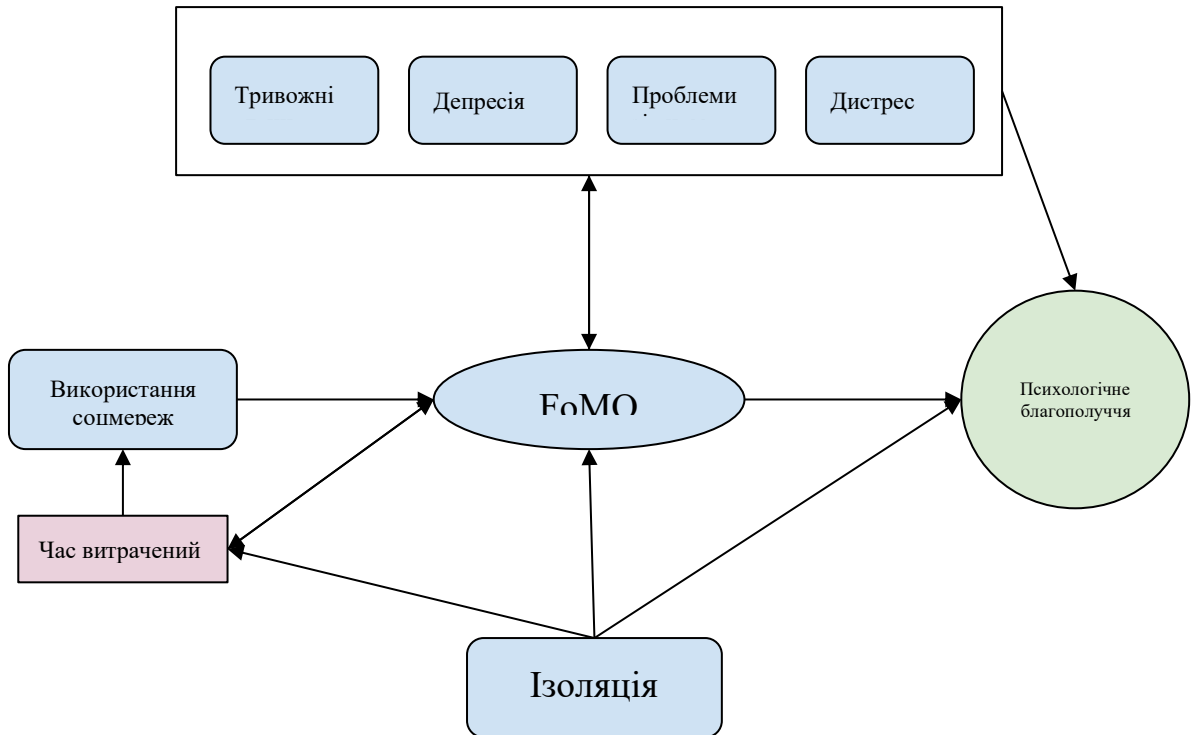 Тривожні
Депресія
Проблеми
Дистрес
Використання
соцмереж
FoMO
Психологічне
благополуччя
Час витрачений
Ізоляція